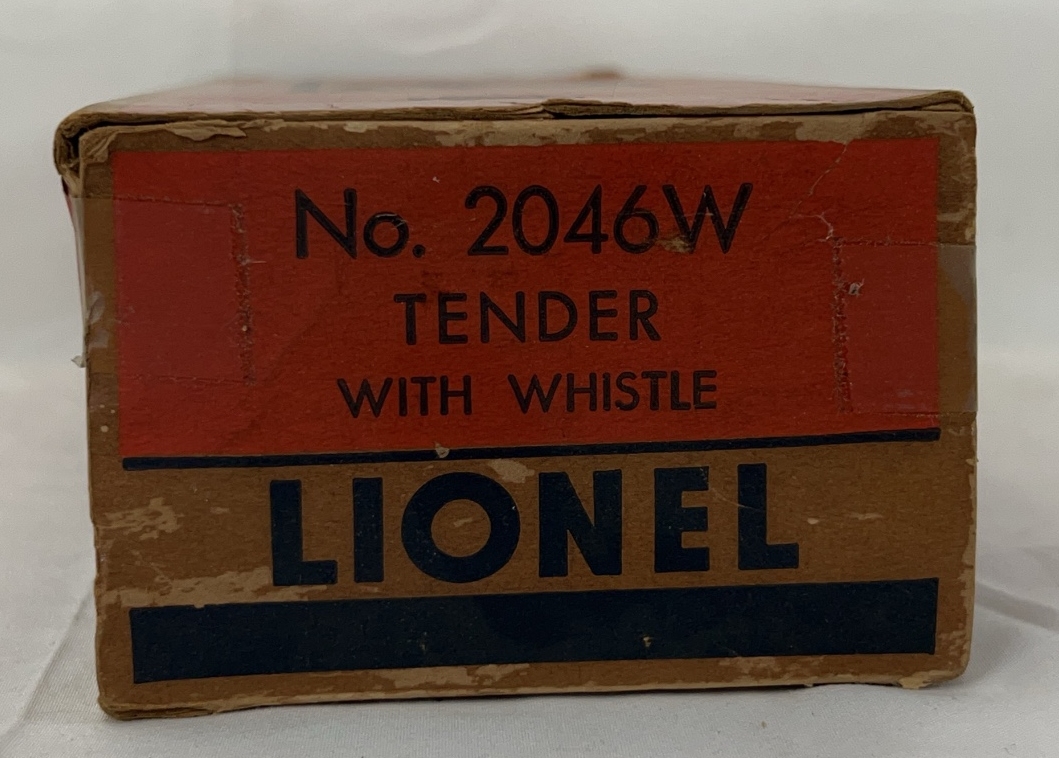 No. 2046W
TENDER
WITH WHISTLE
LIONEL